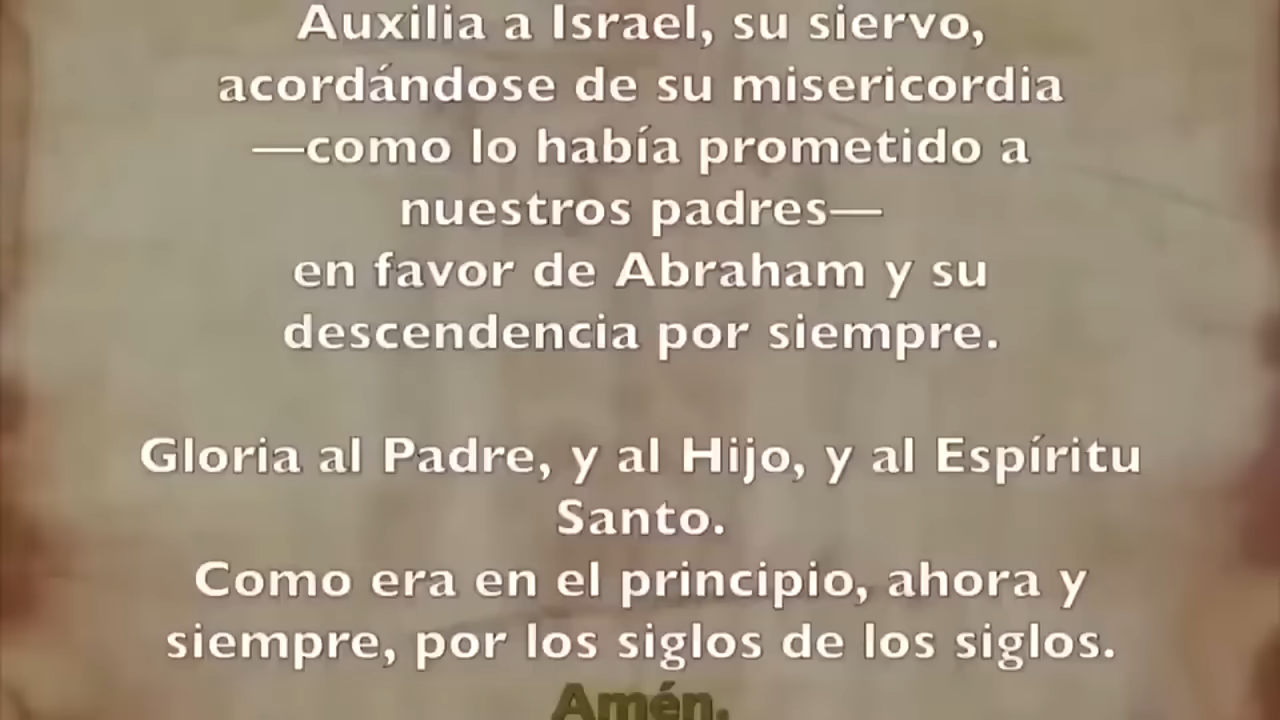 Auxilia a Israel, su siervo,
acordándose de su misericordia
—como lo había prometido a
nuestros padres—
en favor de Abraham y su
descendencia por siempre.
Gloria al Padre, y al Hijo, y al Espíritu
Santo.
Como era en el principio, ahora y
siempre, por los siglos de los siglos.
Amén.